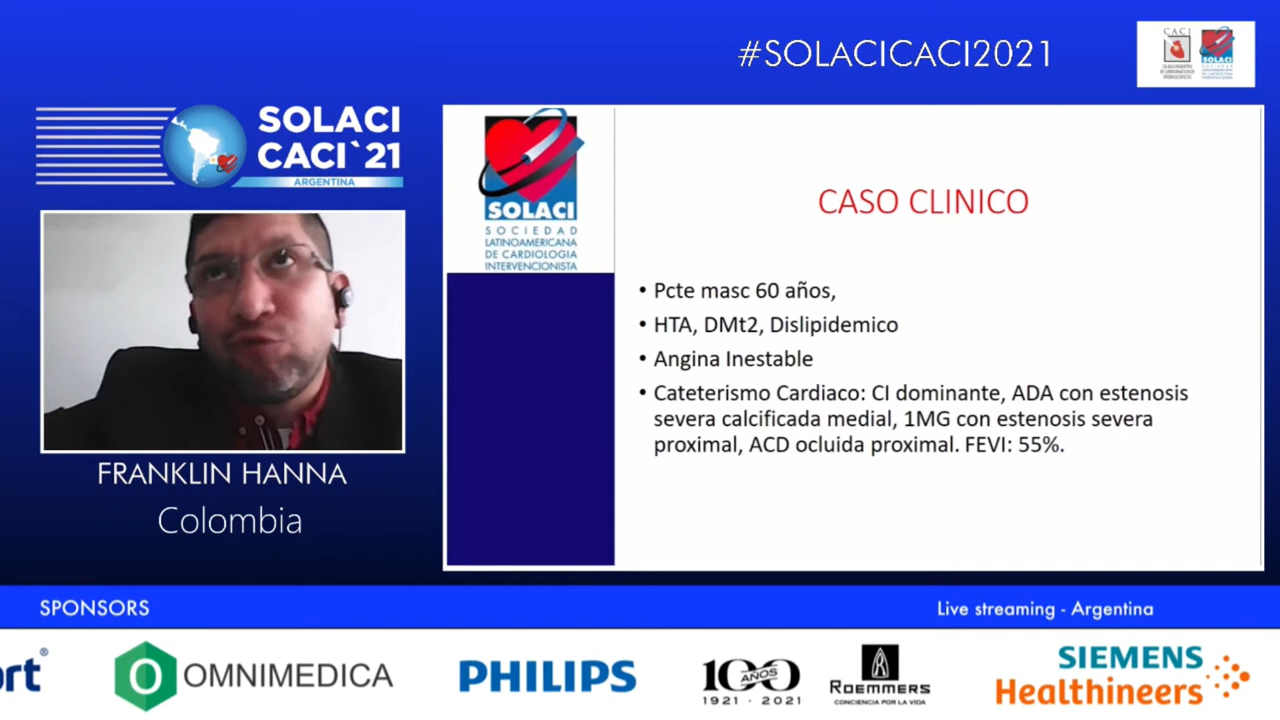 #SOLACICACI2021
CACI
SOLACI
SOLACI
CACI`21
ARGENTINA
SOLACI
SOCIEDAD
LATINOAMERICANA
DE CARDIOLOGIA
INTERVENCIONISTA
CASO CLINICO
• Pcte masc 60 años,
• HTA, DMt2, Dislipidemico
• Angina Inestable
• Cateterismo Cardiaco: CI dominante, ADA con estenosis
severa calcificada medial, 1MG con estenosis severa
proximal, ACD ocluida proximal. FEVI: 55%.
FRANKLIN HANNA
Colombia
SPONSORS
Live streaming - Argentina
ort®
OMNIMEDICA
PHILIPS
100 AÑOS
1921 - 2021
ROEMMERS
CONCIENCIA POR LA VIDA
SIEMENS
Healthineers